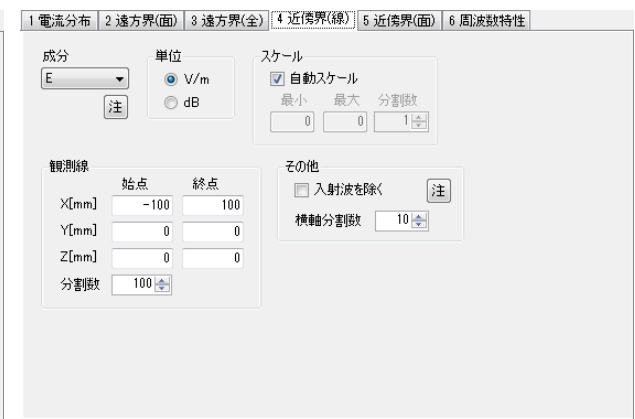 1 電流分布 2 遠方界(面) 3 遠方界(全) 4 近傍界(線) 5 近傍界(面) 6 周波数特性
成分 単位 スケール
E V/m 自動スケール
注 dB 最小 最大 分割数
0 0 1
観測線 その他
始点 終点 入射波を除く 注
X[mm] -100 100
横軸分割数 10
Y[mm] 0 0
Z[mm] 0 0
分割数 100